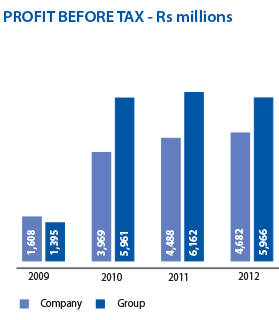 PROFIT BEFORE TAX - Rs millions
1,608 1,395 3,969 5,961 4,488 6,162 4,682 5,966
2009 2010 2011 2012
Company Group